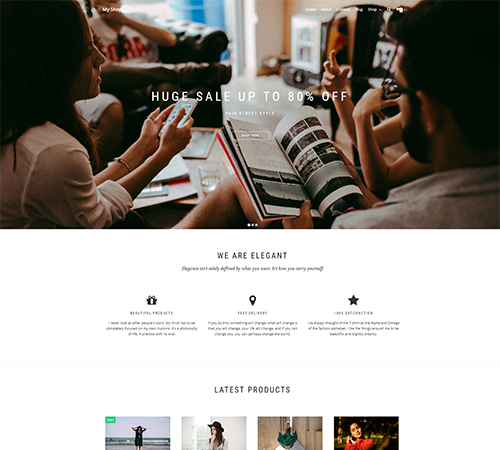 My Shop
Home About Contact Blog Shop
HUGE SALE UP TO 80% OFF
PAIR STREET STYLE
SHOP NOW
WE ARE ELEGANT
Elegance isn't solely defined by what you wear. It's how you carry yourself.
BEAUTIFUL PRODUCTS
I never look at other people's work. My mind has to be
completely focused on my own illusions. It's a philosophy
of life. A practice with no end.
FAST DELIVERY
If you do this, something will change, what will change is
that you will change, your life will change, and if you can
change you, you can perhaps change the world.
100% SATISFACTION
I've always thought of the T-shirt as the Alpha and Omega
of the fashion alphabet. I like the things around me to be
beautiful and slightly dreamy.
LATEST PRODUCTS
Sale